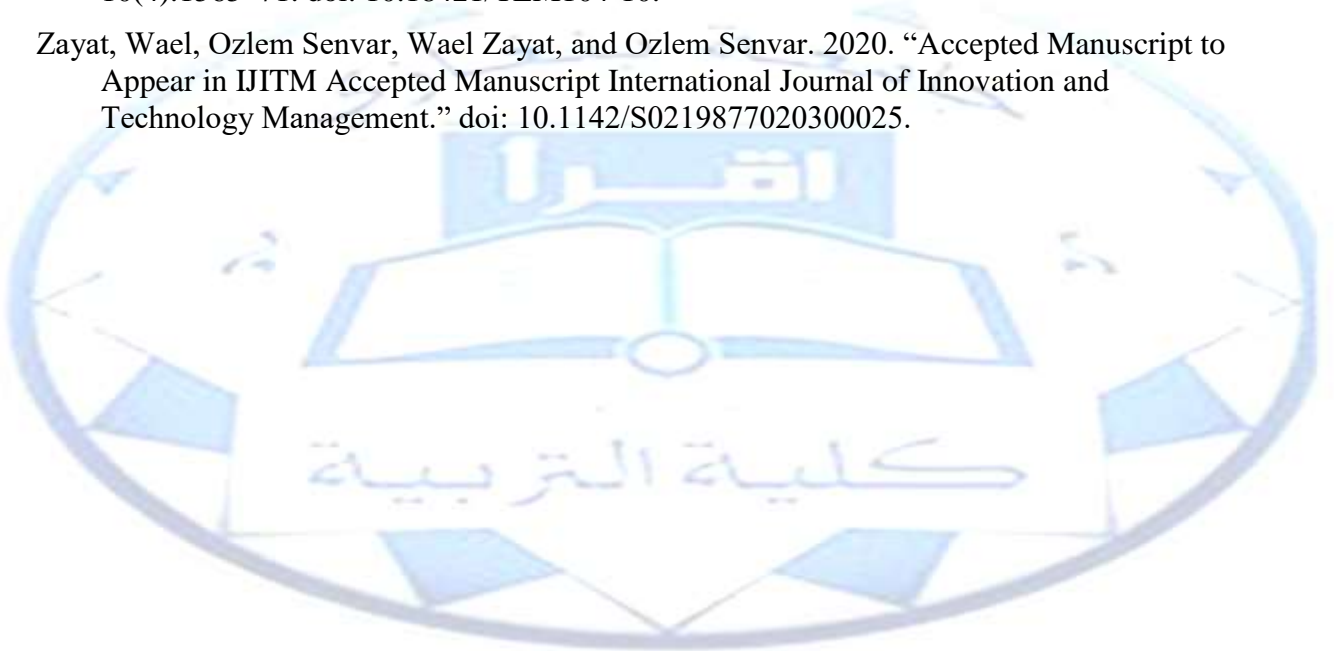 Zayat, Wael, Ozlem Senvar, Wael Zayat, and Ozlem Senvar. 2020. “Accepted Manuscript to
Appear in IJITM Accepted Manuscript International Journal of Innovation and
Technology Management.” doi: 10.1142/S0219877020300025.
اقرأ
كلية التربية